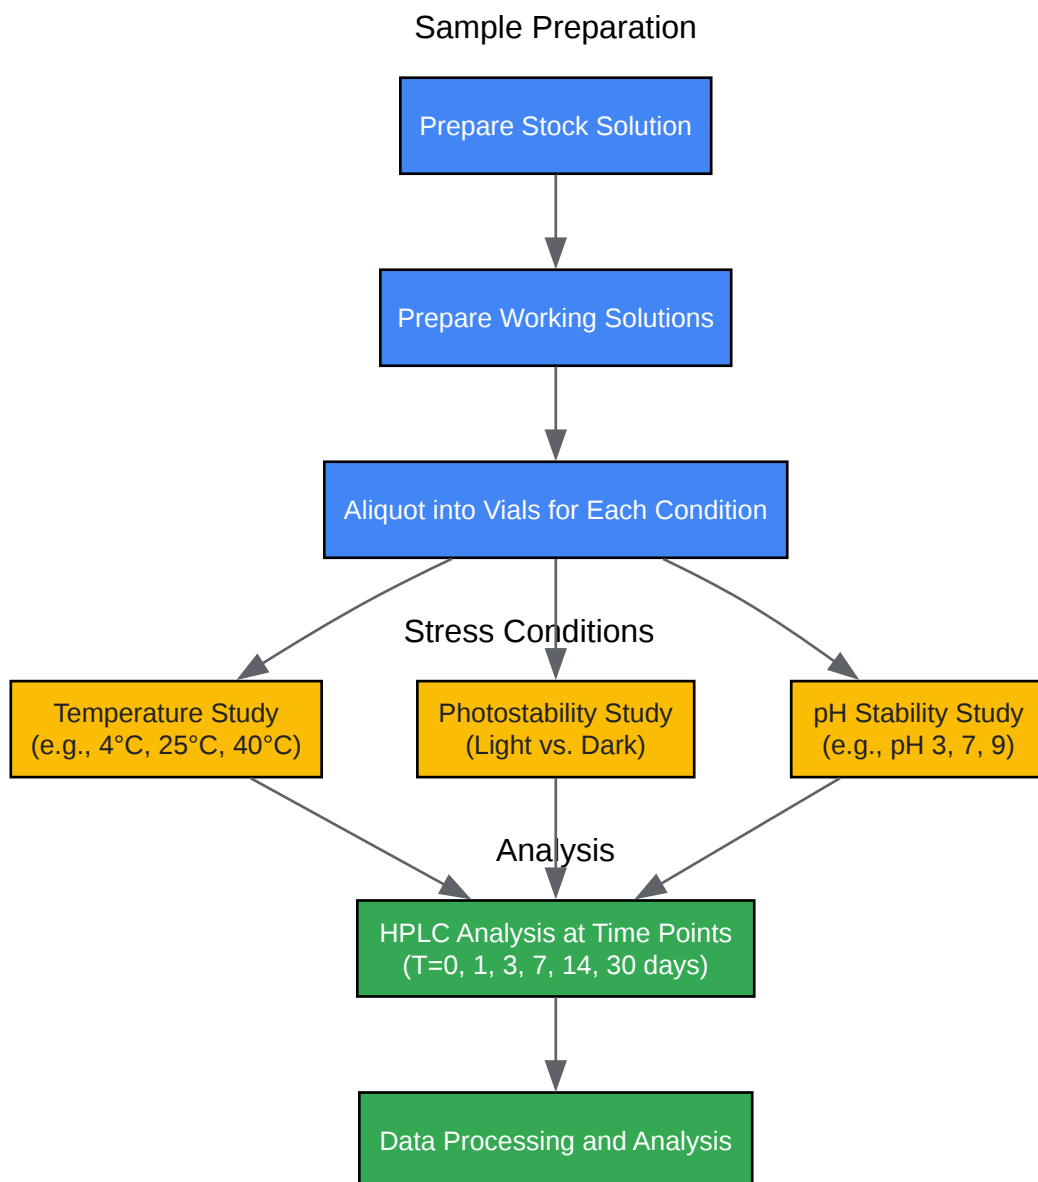 Sample Preparation
Prepare Stock Solution
Prepare Working Solutions
Aliquot into Vials for Each Condition
Stress Conditions
Temperature Study
(e.g., 4°C, 25°C, 40°C)
Photostability Study
(Light vs. Dark)
pH Stability Study
(e.g., pH 3, 7, 9)
Analysis
HPLC Analysis at Time Points
(T=0, 1, 3, 7, 14, 30 days)
Data Processing and Analysis